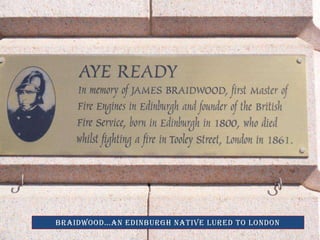 AYE READY
In memory of JAMES BRAIDWOOD, first Master of
Fire Engines in Edinburgh and founder of the British
Fire Service, born in Edinburgh in 1800, who died
whilst fighting a fire in Tooley Street, London in 1861.
BRAIDWOOD...AN EDINBURGH NATIVE LURED TO LONDON